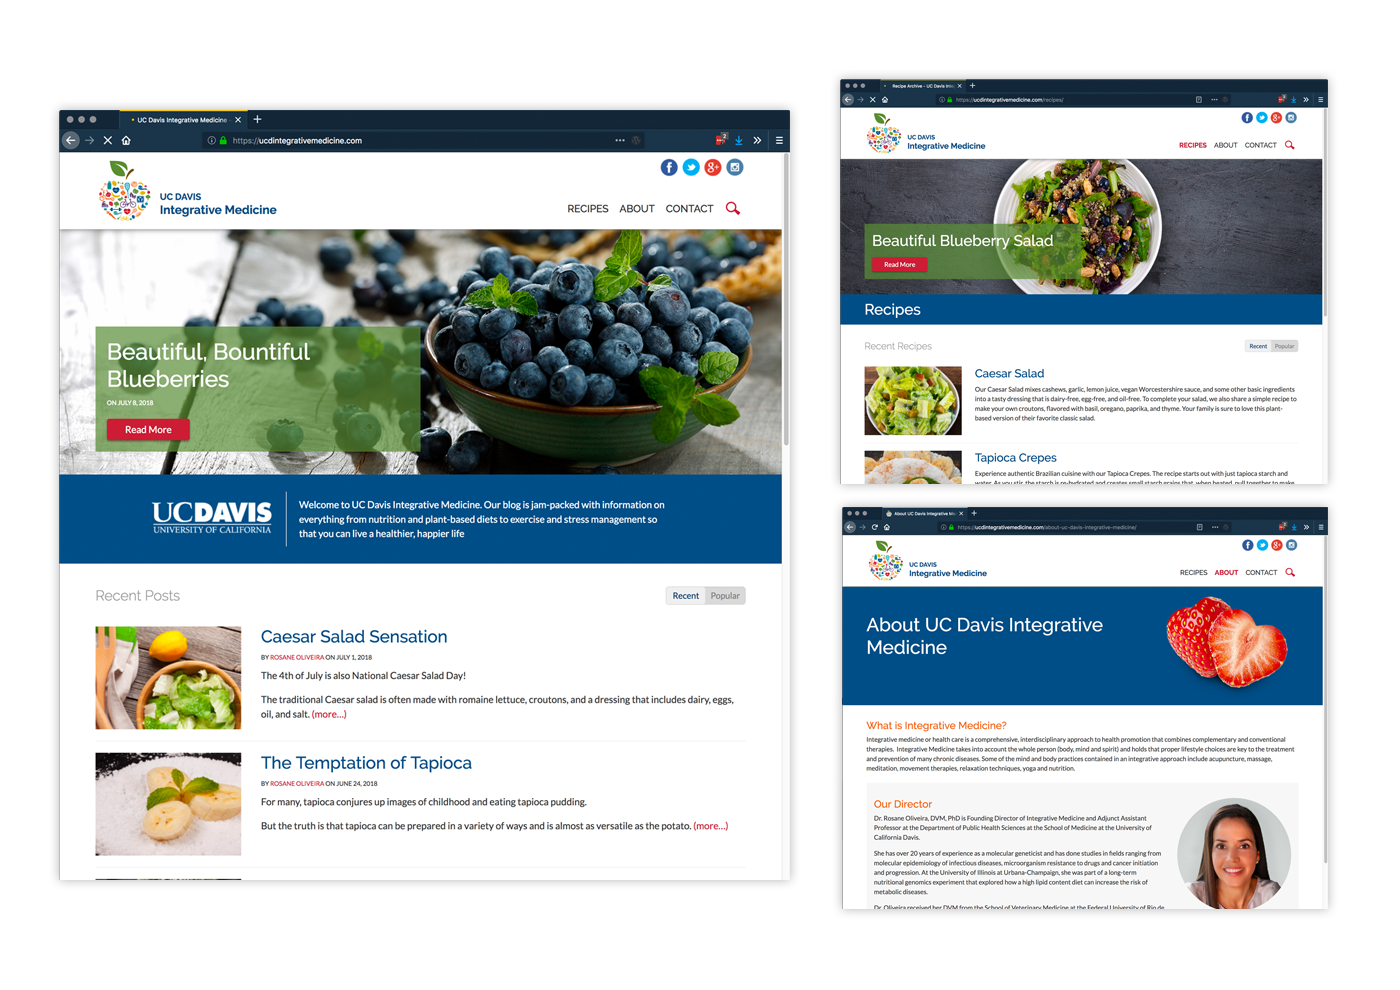 UC Davis Integrative Medicine
https://ucdintegrativemedicine.com
2
UC DAVIS
Integrative Medicine
RECIPES ABOUT CONTACT
Beautiful, Bountiful
Blueberries
ON JULY 8, 2018
Read More
UCDAVIS
UNIVERSITY OF CALIFORNIA
Welcome to UC Davis Integrative Medicine. Our blog is jam-packed with information on
everything from nutrition and plant-based diets to exercise and stress management so
that you can live a healthier, happier life
Recent Posts
Recent Popular
Caesar Salad Sensation
BY ROSANE OLIVEIRA ON JULY 1, 2018
The 4th of July is also National Caesar Salad Day!
The traditional Caesar salad is often made with romaine lettuce, croutons, and a dressing that includes dairy, eggs,
oil, and salt. (more...)
The Temptation of Tapioca
BY ROSANE OLIVEIRA ON JUNE 24, 2018
For many, tapioca conjures up images of childhood and eating tapioca pudding.
But the truth is that tapioca can be prepared in a variety of ways and is almost as versatile as the potato. (more...)
Recipe Archive - UC Davis Inte
https://ucdintegrativemedicine.com/recipes/
UC DAVIS
Integrative Medicine
RECIPES ABOUT CONTACT
Beautiful Blueberry Salad
Read More
Recipes
Recent Recipes
Recent Popular
Caesar Salad
Our Caesar Salad mixes cashews, garlic, lemon juice, vegan Worcestershire sauce, and some other basic ingredients
into a tasty dressing that is dairy-free, egg-free, and oil-free. To complete your salad, we also share a simple recipe to
make your own croutons, flavored with basil, oregano, paprika, and thyme. Your family is sure to love this plant-
based version of their favorite classic salad.
Tapioca Crepes
Experience authentic Brazilian cuisine with our Tapioca Crepes. The recipe starts out with just tapioca starch and
water. As you stir, the starch is re-hydrated and creates small starch grains that, when heated, pull together to make
About UC Davis Integrative Int
https://ucdintegrativemedicine.com/about-uc-davis-integrative-medicine/
UC DAVIS
Integrative Medicine
RECIPES ABOUT CONTACT
About UC Davis Integrative
Medicine
What is Integrative Medicine?
Integrative medicine or health care is a comprehensive, interdisciplinary approach to health promotion that combines complementary and conventional
therapies. Integrative Medicine takes into account the whole person (body, mind and spirit) and holds that proper lifestyle choices are key to the treatment
and prevention of many chronic diseases. Some of the mind and body practices contained in an integrative approach include acupuncture, massage,
meditation, movement therapies, relaxation techniques, yoga and nutrition.
Our Director
Dr. Rosane Oliveira, DVM, PhD is Founding Director of Integrative Medicine and Adjunct Assistant
Professor at the Department of Public Health Sciences at the School of Medicine at the University of
California Davis.
She has over 20 years of experience as a molecular geneticist and has done studies in fields ranging from
molecular epidemiology of infectious diseases, microorganism resistance to drugs and cancer initiation
and progression. At the University of Illinois at Urbana-Champaign, she was part of a long-term
nutritional genomics experiment that explored how a high lipid content diet can increase the risk of
metabolic diseases.
Dr. Oliveira received her DVM from the School of Veterinary Medicine at the Federal University of Rio de